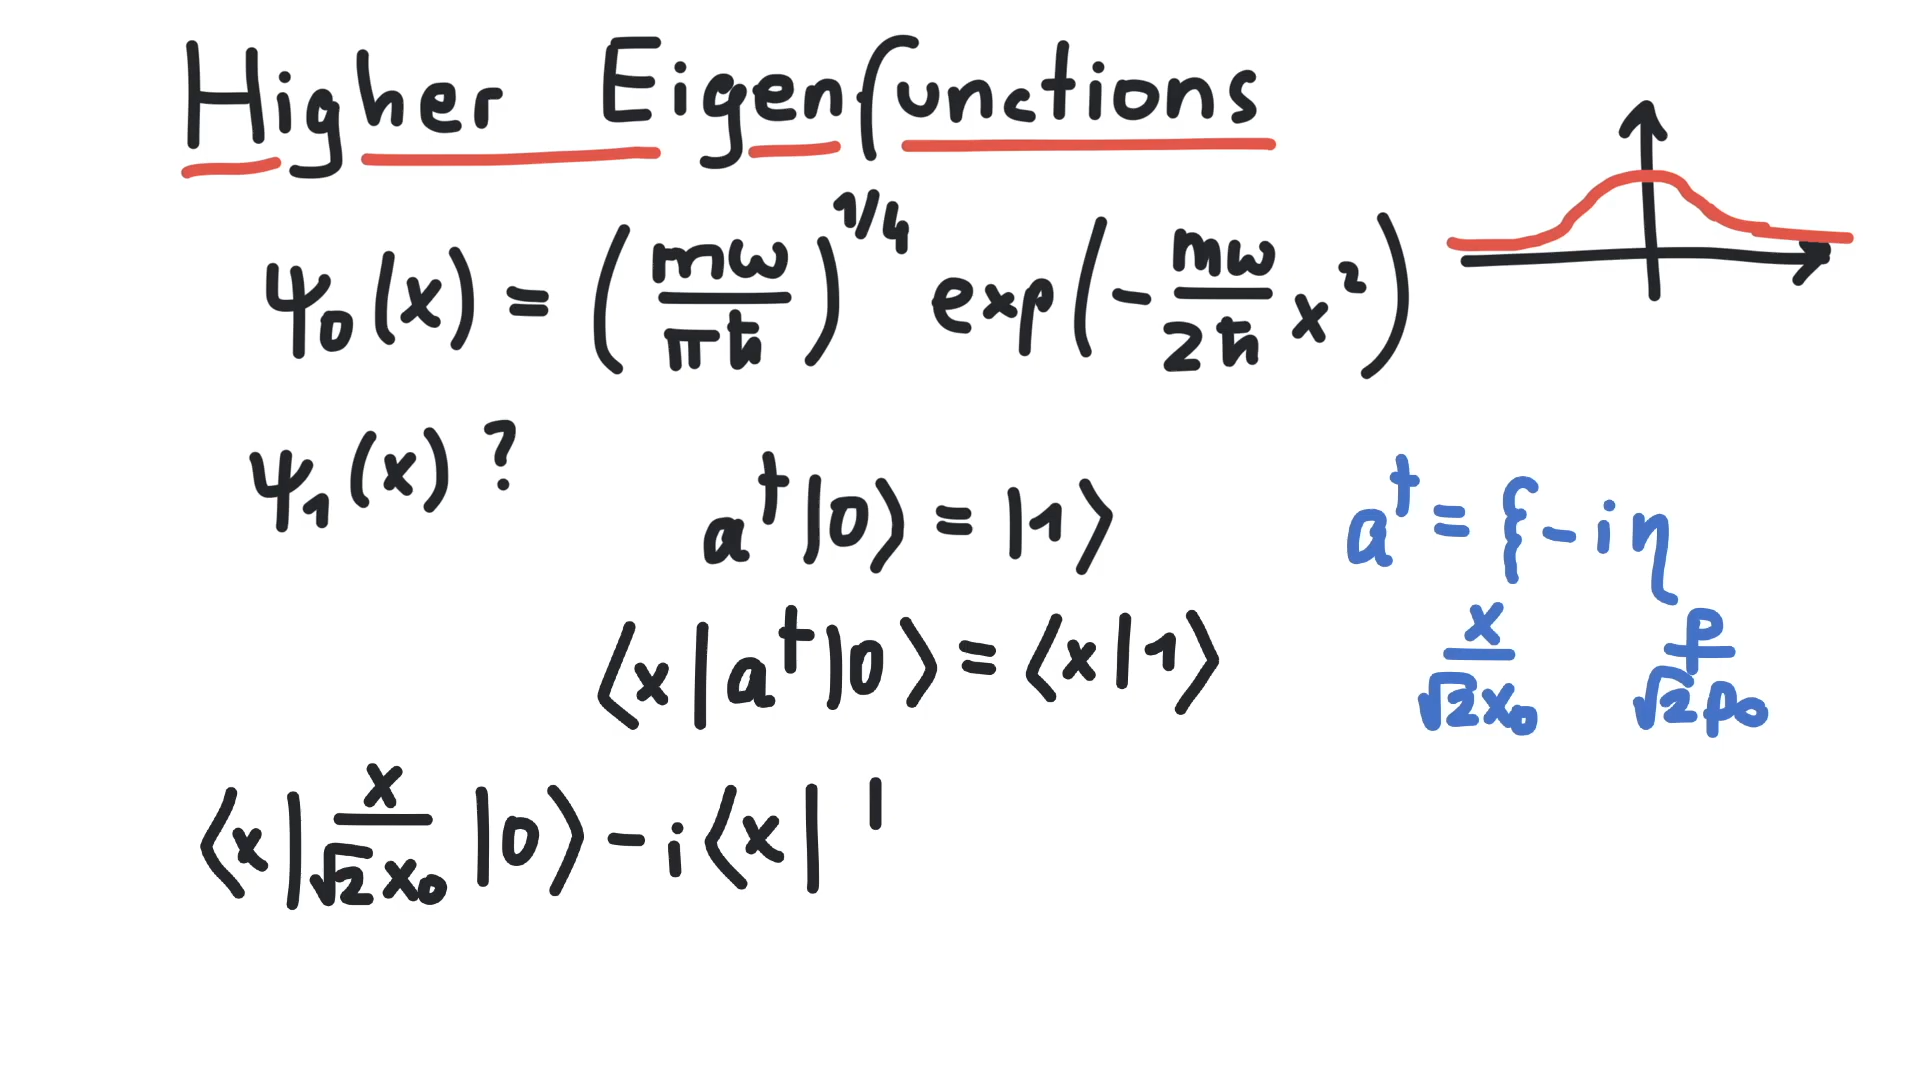 Higher Eigenfunctions
ψ₀(x) = (mω/πħ)^1/4 exp(-mω/2ħ x²)
ψ₁(x) ?
a†|0⟩ = |1⟩
a† = ξ - iη
x/√2x₀ p/√2p₀
⟨x|a†|0⟩ = ⟨x|1⟩
⟨x|x/√2x₀|0⟩ - i⟨x|